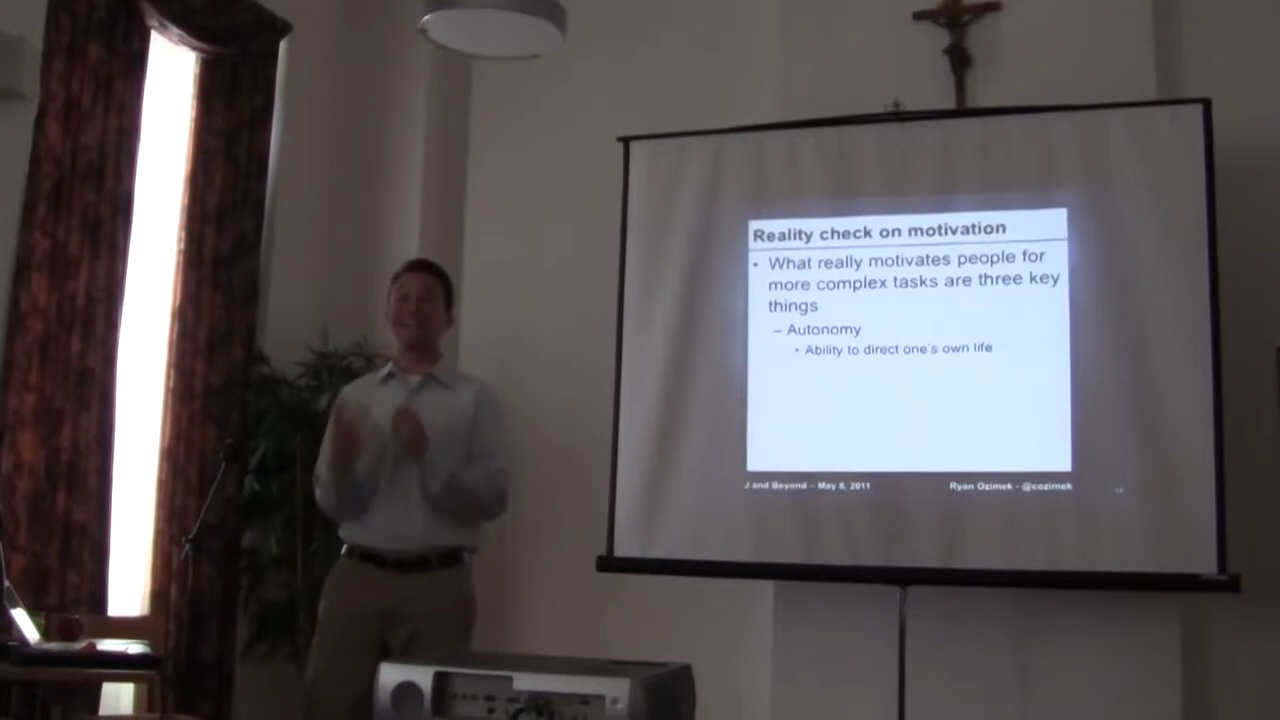 Reality check on motivation
• What really motivates people for
more complex tasks are three key
things
– Autonomy
• Ability to direct one's own life
J and Beyond – May 8, 2011
Ryan Ozimek - @cozimek